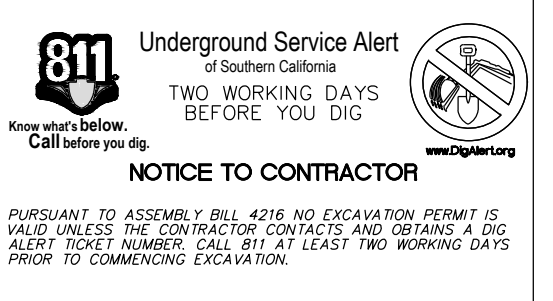 811
Know what's below.
Call before you dig.
Underground Service Alert
of Southern California
TWO WORKING DAYS
BEFORE YOU DIG
www.DigAlert.org
NOTICE TO CONTRACTOR
PURSUANT TO ASSEMBLY BILL 4216 NO EXCAVATION PERMIT IS
VALID UNLESS THE CONTRACTOR CONTACTS AND OBTAINS A DIG
ALERT TICKET NUMBER. CALL 811 AT LEAST TWO WORKING DAYS
PRIOR TO COMMENCING EXCAVATION.